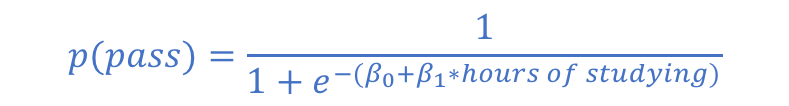 p(pass) = 1 / (1 + e^{−(β₀+β₁∗hours of studying)})